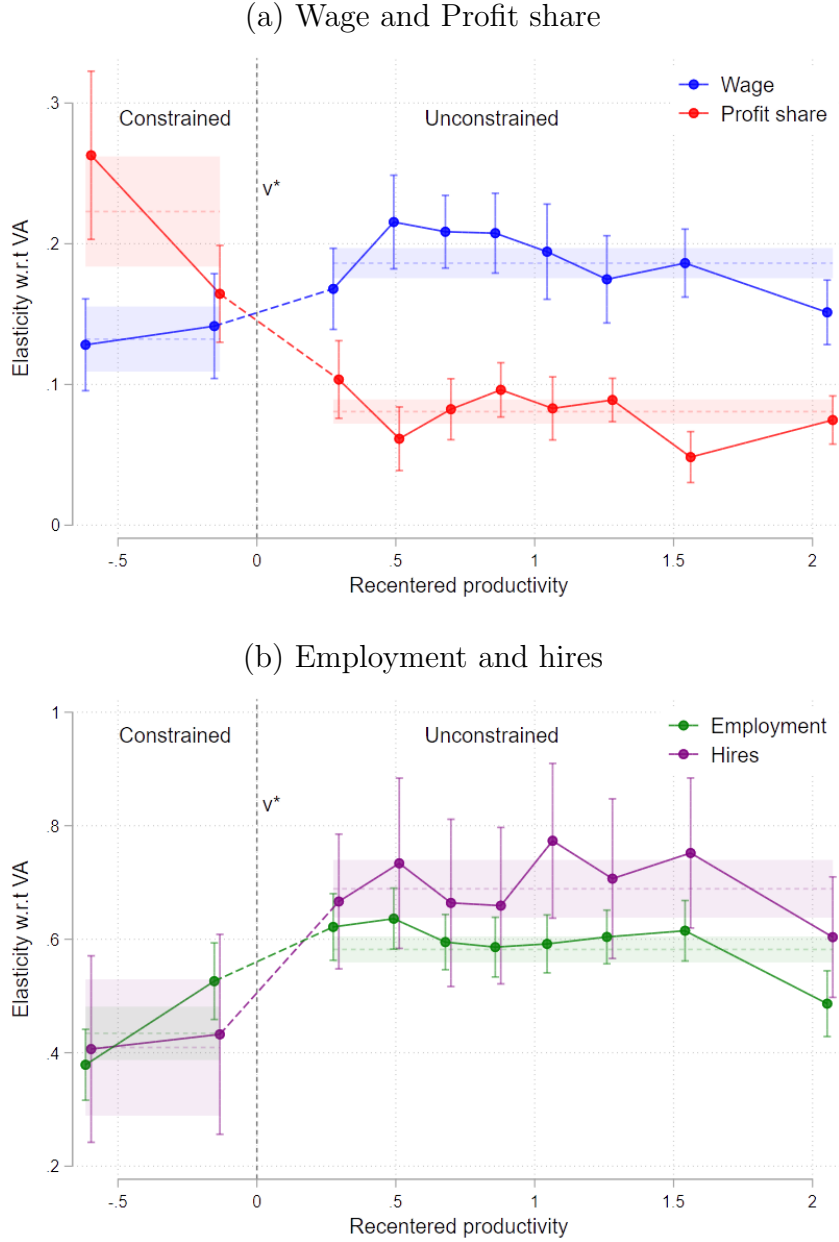 (a) Wage and Profit share
Wage
Profit share
Constrained
Unconstrained
v*
Elasticity w.r.t VA
.3
.2
.1
0
-.5
0
.5
1
1.5
2
Recentered productivity
(b) Employment and hires
Employment
Hires
Constrained
Unconstrained
v*
Elasticity w.r.t VA
1
.8
.6
.4
.2
-.5
0
.5
1
1.5
2
Recentered productivity